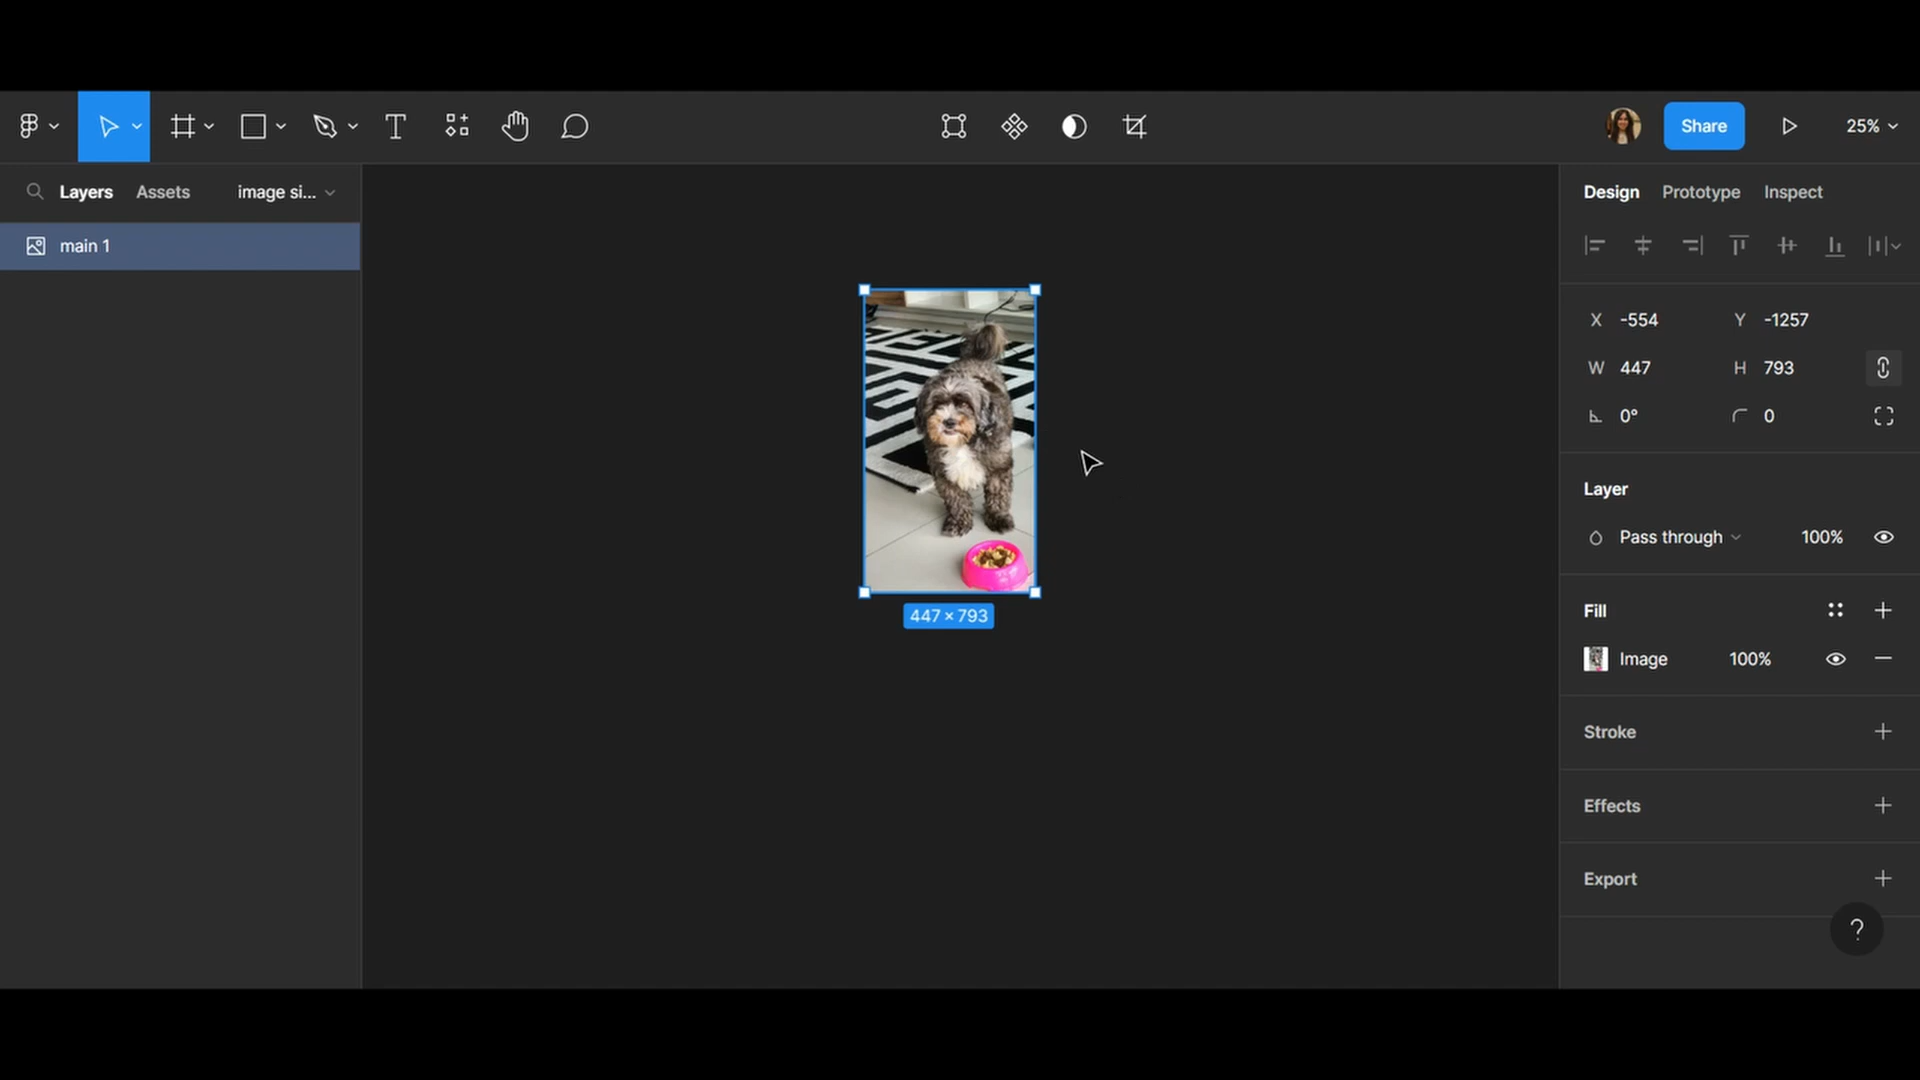 Share
25%
Layers Assets image si...
Design Prototype Inspect
main 1
X -554 Y -1257
W 447 H 793
0° 0
Layer
Pass through 100%
Fill
Image 100%
447 × 793
Stroke
Effects
Export
?